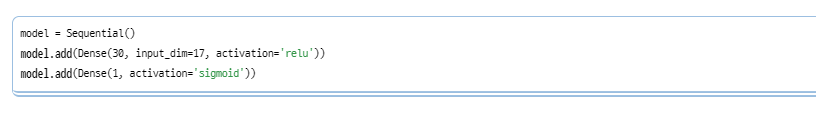 model = Sequential()
model.add(Dense(30, input_dim=17, activation='relu'))
model.add(Dense(1, activation='sigmoid'))